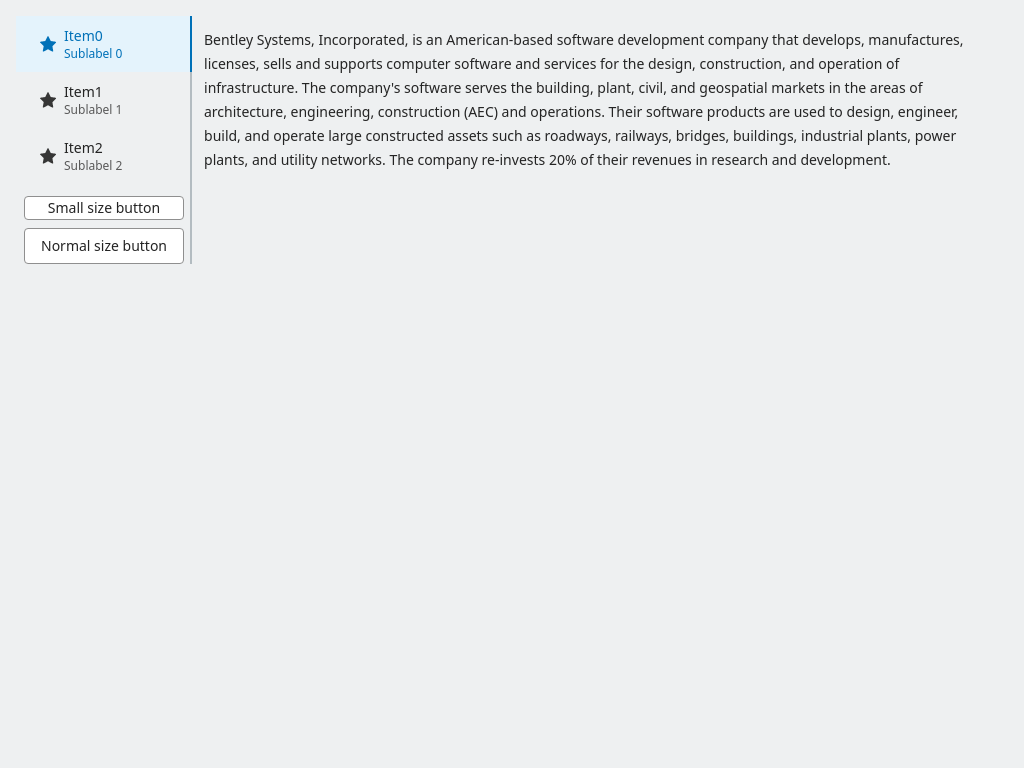 Item0
Sublabel 0
Item1
Sublabel 1
Item2
Sublabel 2
Small size button
Normal size button
Bentley Systems, Incorporated, is an American-based software development company that develops, manufactures,
licenses, sells and supports computer software and services for the design, construction, and operation of
infrastructure. The company's software serves the building, plant, civil, and geospatial markets in the areas of
architecture, engineering, construction (AEC) and operations. Their software products are used to design, engineer,
build, and operate large constructed assets such as roadways, railways, bridges, buildings, industrial plants, power
plants, and utility networks. The company re-invests 20% of their revenues in research and development.